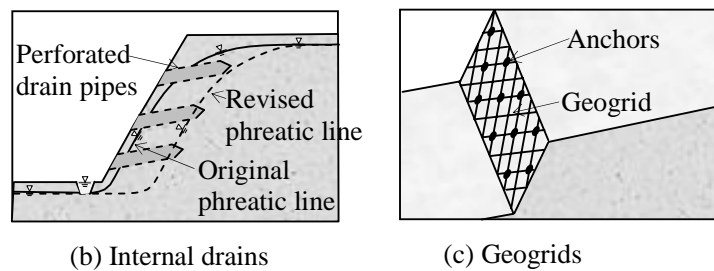 Perforated
drain pipes
Revised
phreatic line
Original
phreatic line
(b) Internal drains
Anchors
Geogrid
(c) Geogrids